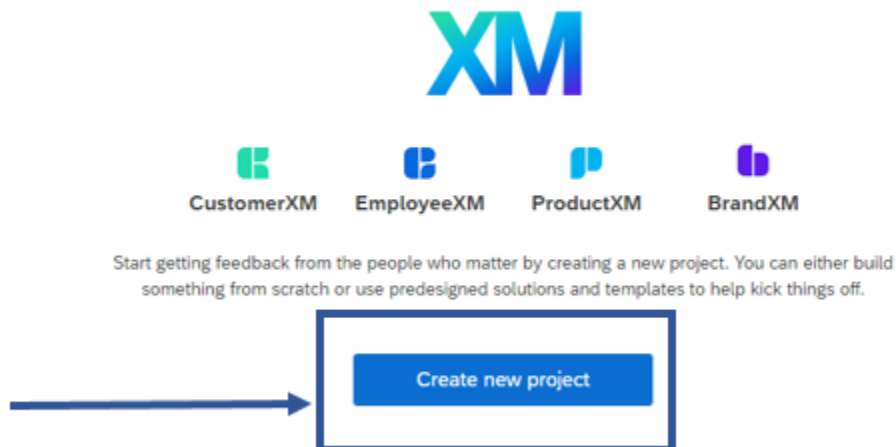 XM
CustomerXM EmployeeXM ProductXM BrandXM
Start getting feedback from the people who matter by creating a new project. You can either build
something from scratch or use predesigned solutions and templates to help kick things off.
Create new project